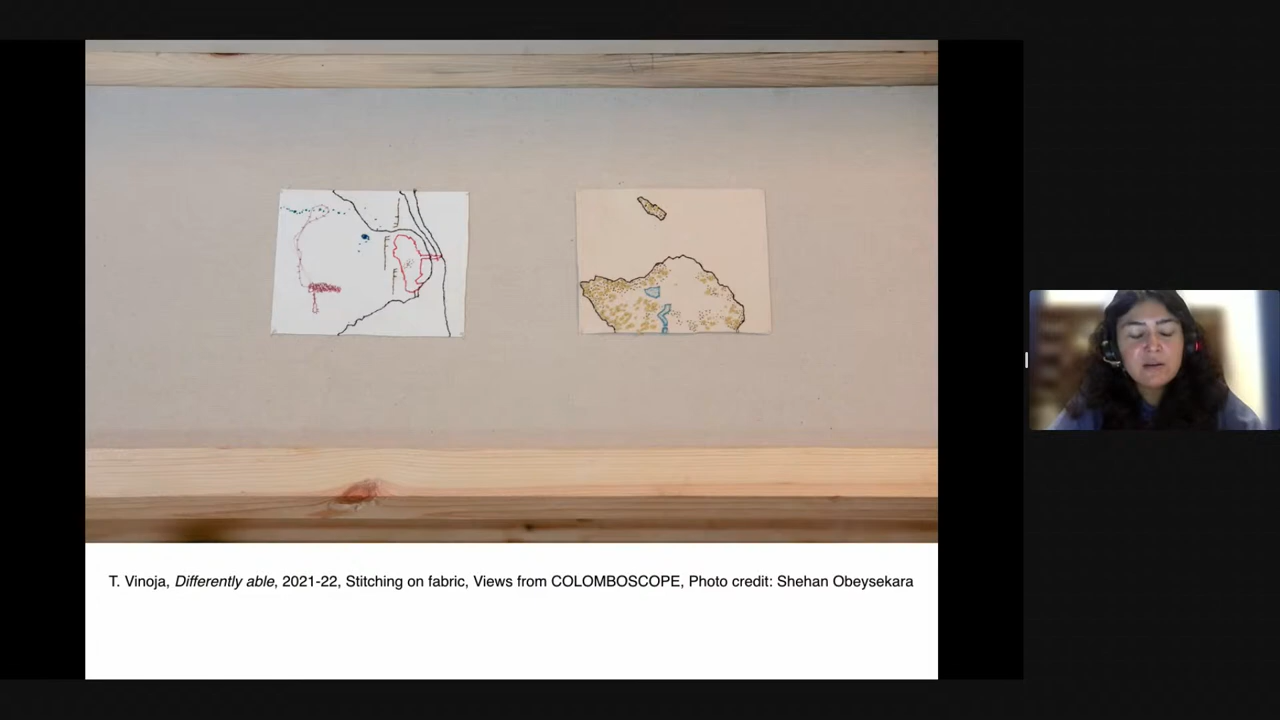 T. Vinoja, Differently able, 2021-22, Stitching on fabric, Views from COLOMBOSCOPE, Photo credit: Shehan Obeysekara